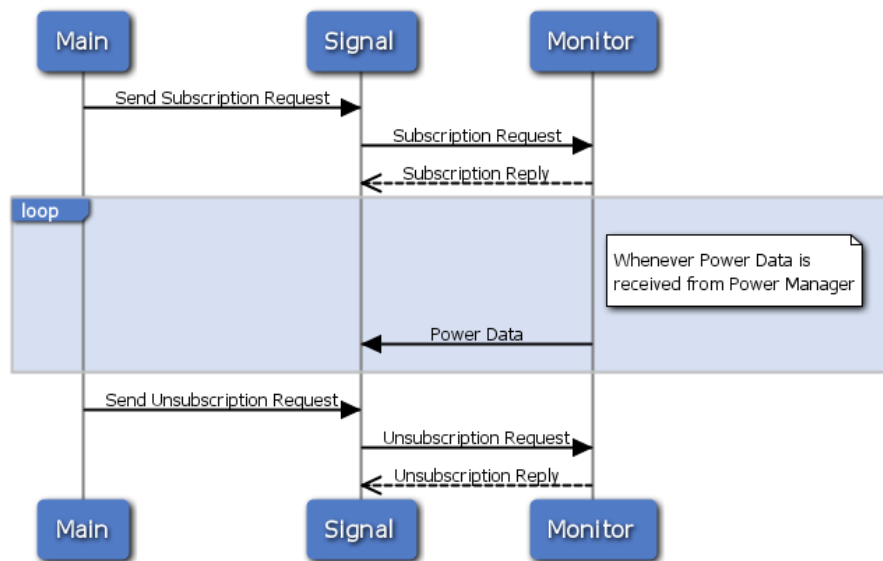 Main
Signal
Monitor
Send Subscription Request
Subscription Request
Subscription Reply
loop
Whenever Power Data is
received from Power Manager
Power Data
Send Unsubscription Request
Unsubscription Request
Unsubscription Reply
Main
Signal
Monitor